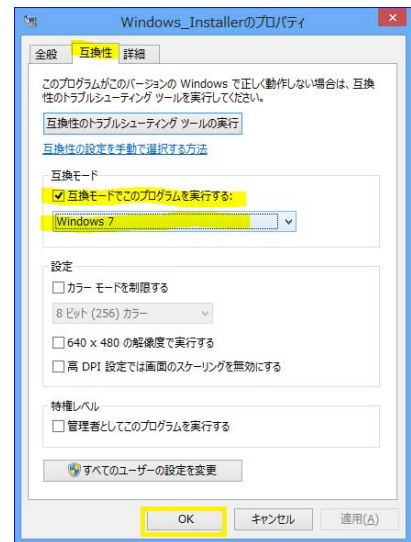 Windows_Installerのプロパティ
全般 互換性 詳細
このプログラムがこのバージョンの Windows で正しく動作しない場合は、互換
性のトラブルシューティング ツールを実行してください。
互換性のトラブルシューティング ツールの実行
互換性の設定を手動で選択する方法
互換モード
互換モードでこのプログラムを実行する:
Windows 7
設定
カラー モードを制限する
8 ビット (256) カラー
640 x 480 の解像度で実行する
高 DPI 設定では画面のスケーリングを無効にする
特権レベル
管理者としてこのプログラムを実行する
すべてのユーザーの設定を変更
OK キャンセル 適用(A)